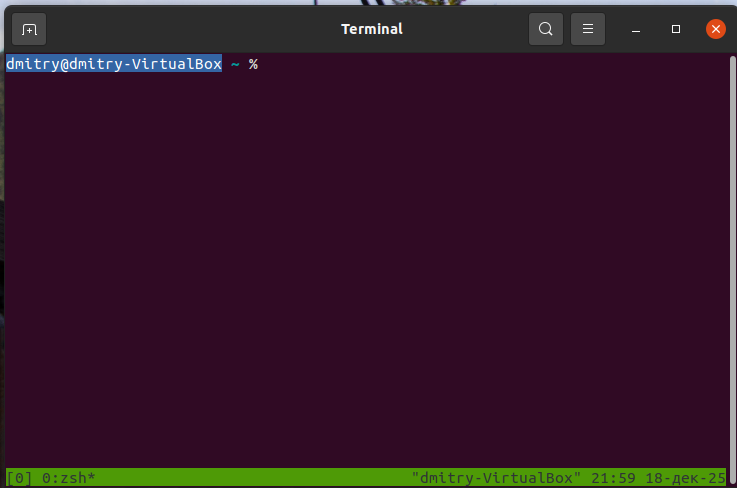 Terminal
dmitry@dmitry-VirtualBox ~ %
[0] 0:zsh* "dmitry-VirtualBox" 21:59 18-дек-25